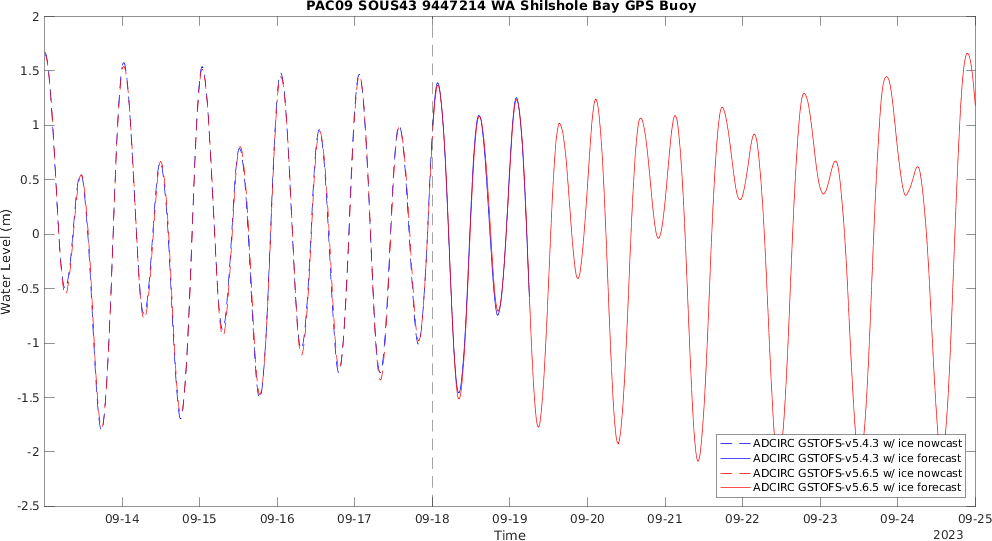 PAC09 SOUS43 9447214 WA Shilshole Bay GPS Buoy
2
1.5
1
0.5
0
-0.5
-1
-1.5
-2
-2.5
Water Level (m)
ADCIRC GSTOFS-v5.4.3 w/ ice nowcast
ADCIRC GSTOFS-v5.4.3 w/ ice forecast
ADCIRC GSTOFS-v5.6.5 w/ ice nowcast
ADCIRC GSTOFS-v5.6.5 w/ ice forecast
09-14 09-15 09-16 09-17 09-18 09-19 09-20 09-21 09-22 09-23 09-24 09-25
Time
2023